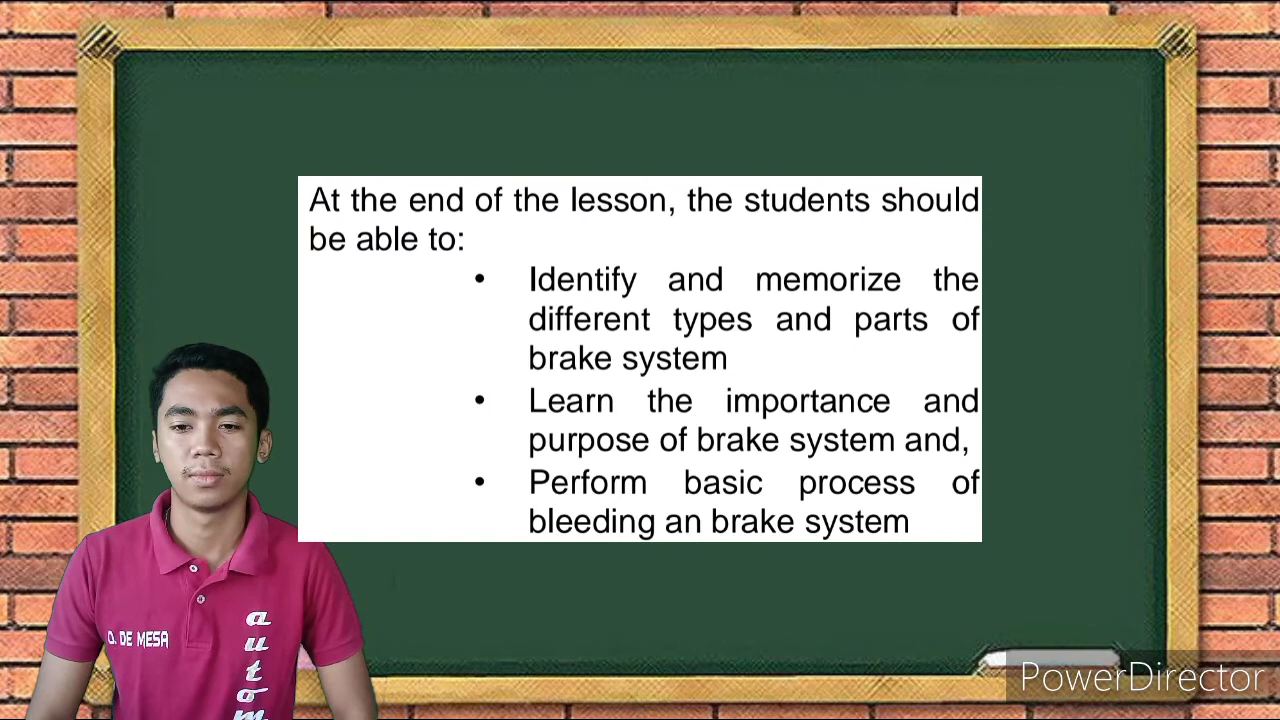 At the end of the lesson, the students should
be able to:
• Identify and memorize the
different types and parts of
brake system
• Learn the importance and
purpose of brake system and,
• Perform basic process of
bleeding an brake system
D. DE MESA
autom
PowerDirector